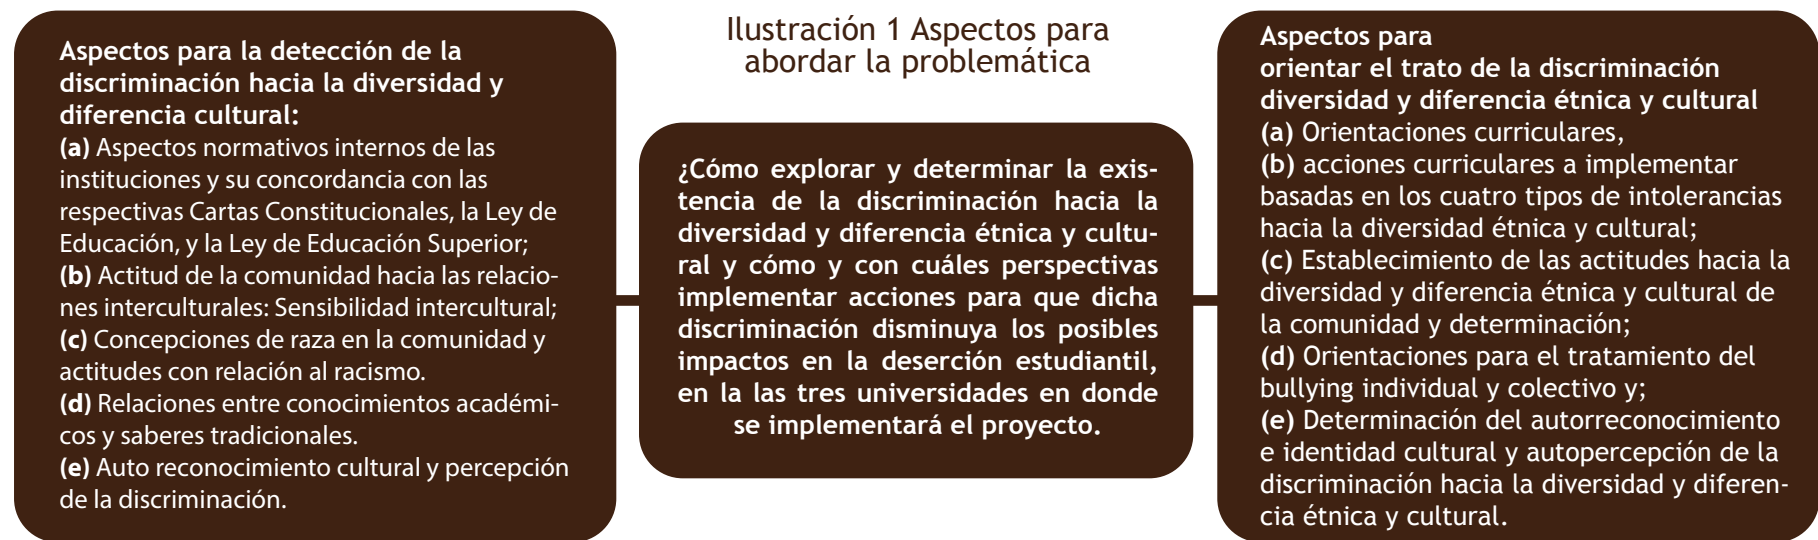 Aspectos para la detección de la
discriminación hacia la diversidad y
diferencia cultural:
(a) Aspectos normativos internos de las
instituciones y su concordancia con las
respectivas Cartas Constitucionales, la Ley de
Educación, y la Ley de Educación Superior;
(b) Actitud de la comunidad hacia las relacio-
nes interculturales: Sensibilidad intercultural;
(c) Concepciones de raza en la comunidad y
actitudes con relación al racismo.
(d) Relaciones entre conocimientos académi-
cos y saberes tradicionales.
(e) Auto reconocimiento cultural y percepción
de la discriminación.
Ilustración 1 Aspectos para
abordar la problemática
¿Cómo explorar y determinar la exis-
tencia de la discriminación hacia la
diversidad y diferencia étnica y cultu-
ral y cómo y con cuáles perspectivas
implementar acciones para que dicha
discriminación disminuya los posibles
impactos en la deserción estudiantil,
en la las tres universidades en donde
se implementará el proyecto.
Aspectos para
orientar el trato de la discriminación
diversidad y diferencia étnica y cultural
(a) Orientaciones curriculares,
(b) acciones curriculares a implementar
basadas en los cuatro tipos de intolerancias
hacia la diversidad étnica y cultural;
(c) Establecimiento de las actitudes hacia la
diversidad y diferencia étnica y cultural de
la comunidad y determinación;
(d) Orientaciones para el tratamiento del
bullying individual y colectivo y;
(e) Determinación del autorreconocimiento
e identidad cultural y autopercepción de la
discriminación hacia la diversidad y diferen-
cia étnica y cultural.